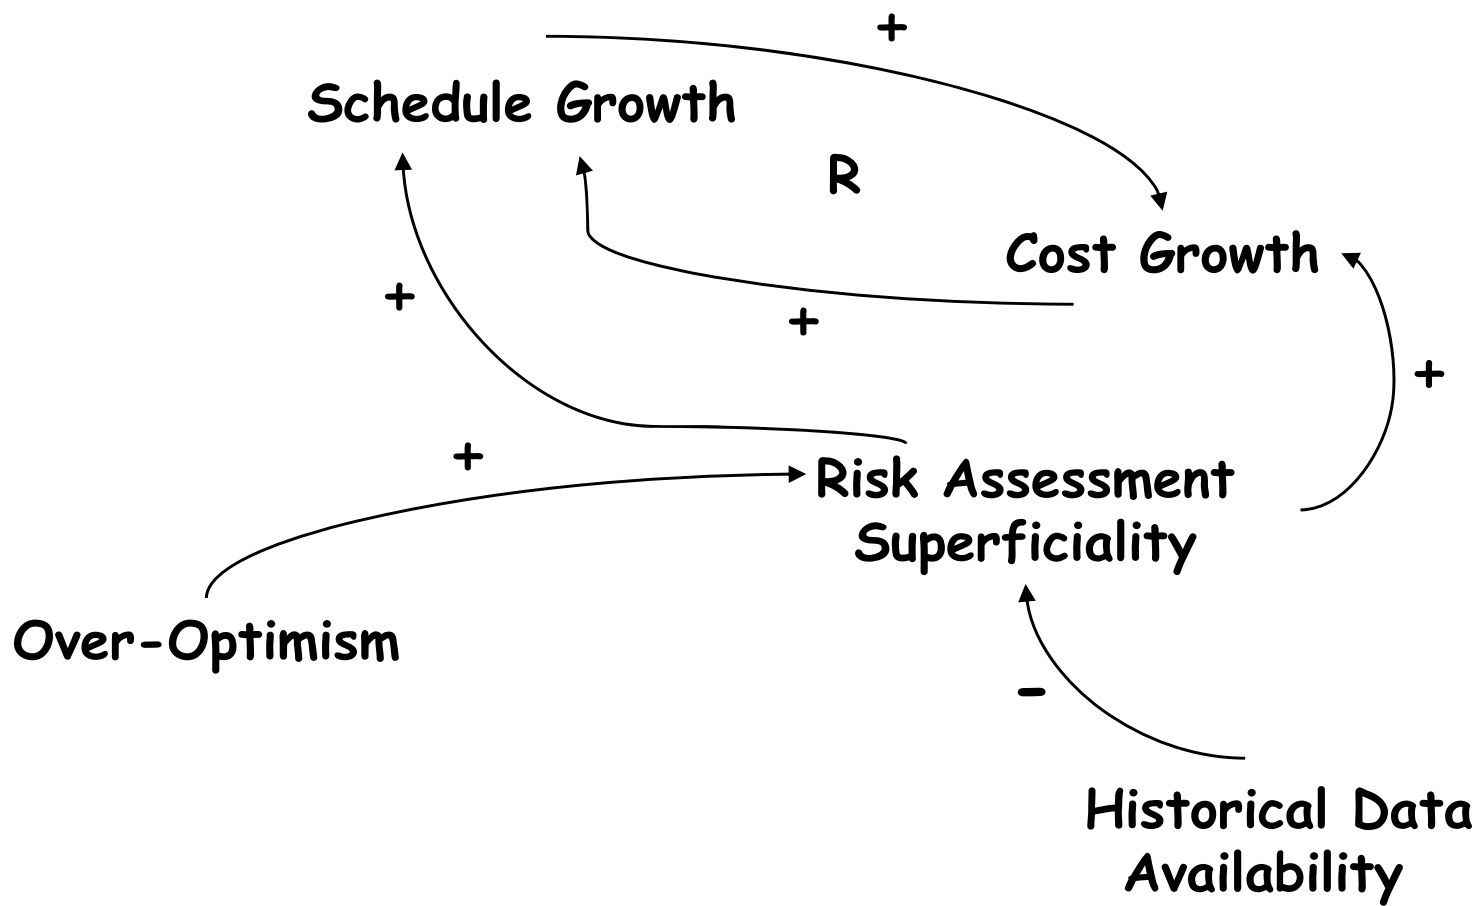 +
Schedule Growth
R
Cost Growth
+
+
+
+
Risk Assessment
Superficiality
Over-Optimism
-
Historical Data
Availability